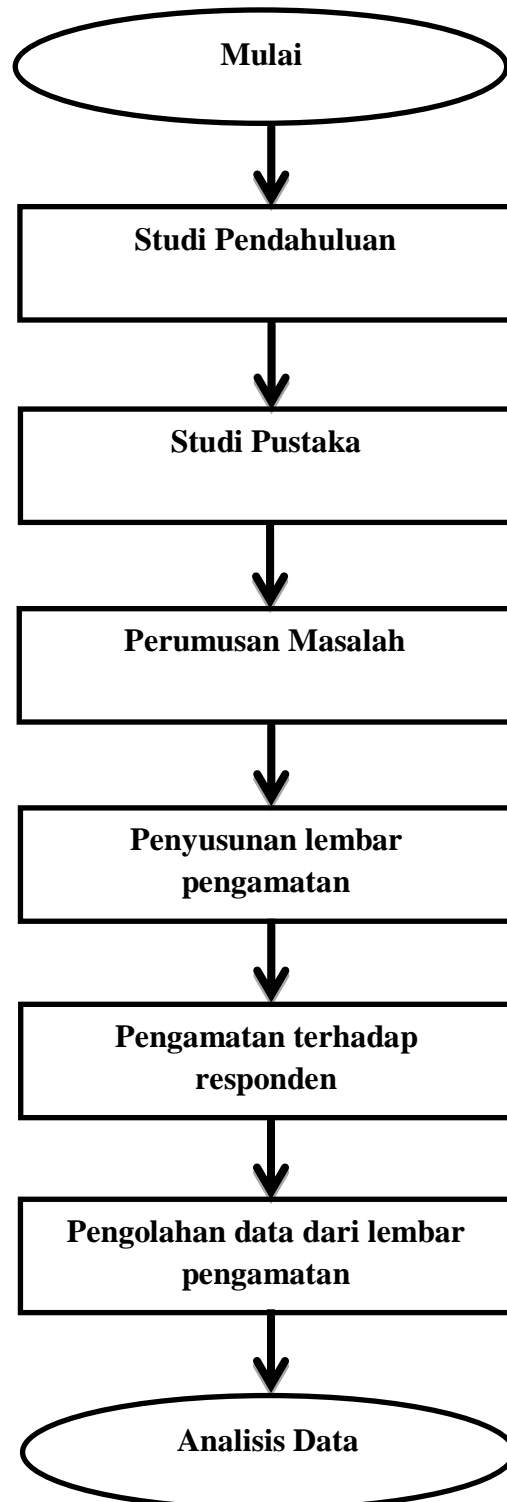 Mulai
Studi Pendahuluan
Studi Pustaka
Perumusan Masalah
Penyusunan lembar
pengamatan
Pengamatan terhadap
responden
Pengolahan data dari lembar
pengamatan
Analisis Data